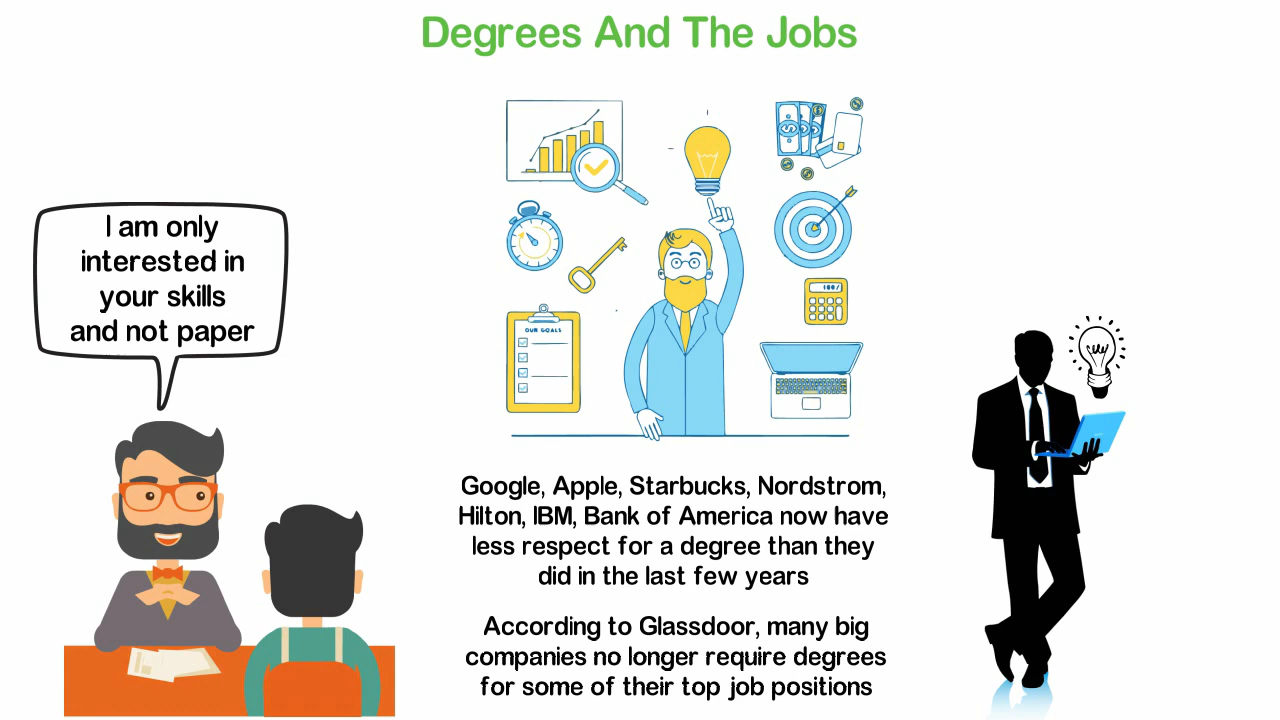 Degrees And The Jobs
I am only
interested in
your skills
and not paper
OUR GOALS
Google, Apple, Starbucks, Nordstrom,
Hilton, IBM, Bank of America now have
less respect for a degree than they
did in the last few years
According to Glassdoor, many big
companies no longer require degrees
for some of their top job positions